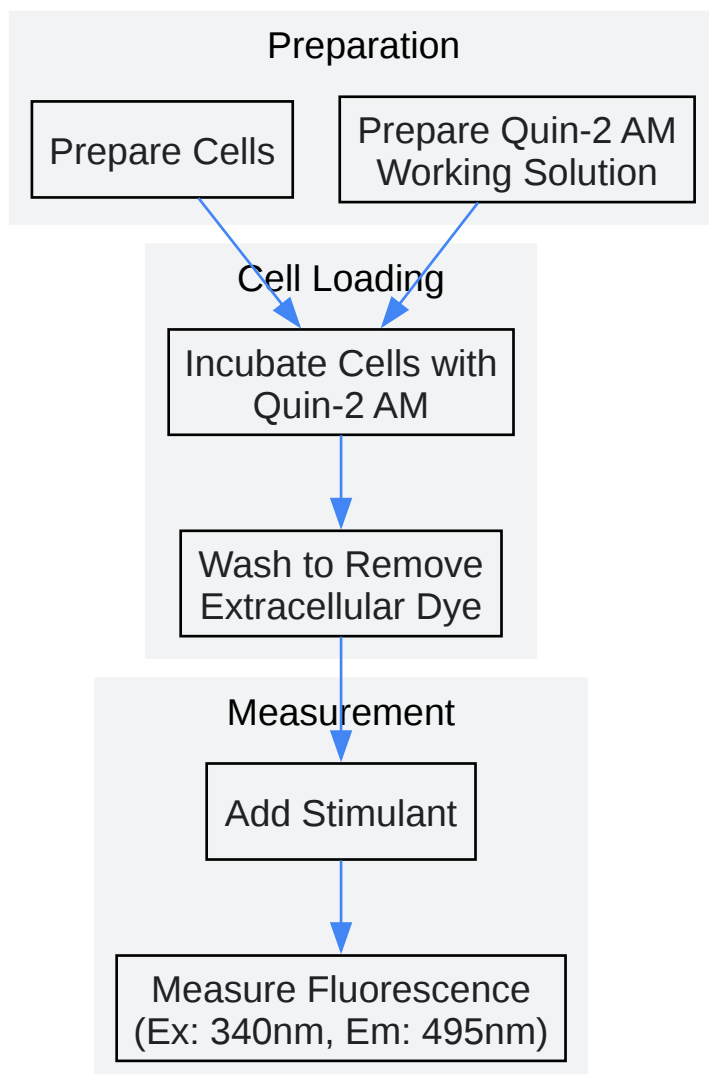 Preparation
Prepare Cells
Prepare Quin-2 AM
Working Solution
Cell Loading
Incubate Cells with
Quin-2 AM
Wash to Remove
Extracellular Dye
Measurement
Add Stimulant
Measure Fluorescence
(Ex: 340nm, Em: 495nm)